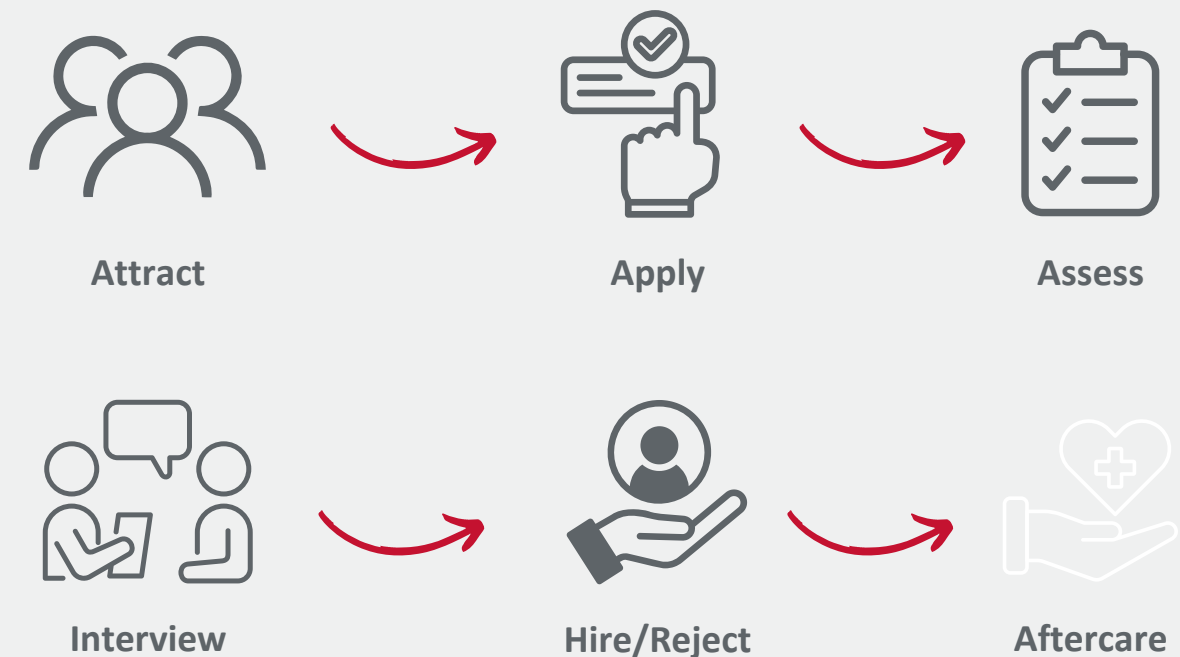 Attract
Apply
Assess
Interview
Hire/Reject
Aftercare